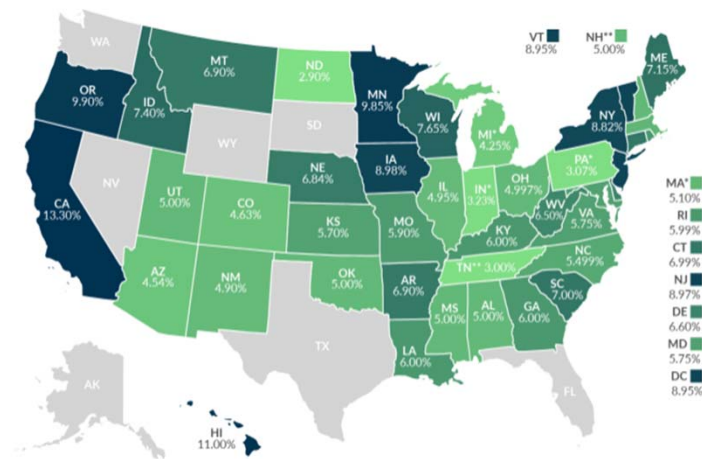 WA
MT
6.90%
ND
2.90%
MN
9.85%
VT
8.95%
NH**
5.00%
ME
7.15%
OR
9.90%
ID
7.40%
WY
SD
WI
7.65%
MI*
4.25%
NY
8.82%
NV
UT
5.00%
CO
4.63%
NE
6.84%
IA
8.98%
IL
4.95%
IN*
3.23%
OH
4.997%
PA*
3.07%
CA
13.30%
KS
5.70%
MO
5.90%
KY
6.00%
WV
6.50%
VA
5.75%
AZ
4.54%
NM
4.90%
OK
5.00%
AR
6.90%
TN** 3.00%
NC
5.499%
SC
7.00%
TX
LA
6.00%
MS
5.00%
AL
5.00%
GA
6.00%
FL
AK
HI
11.00%
MA*
5.10%
RI
5.99%
CT
6.99%
NJ
8.97%
DE
6.60%
MD
5.75%
DC
8.95%